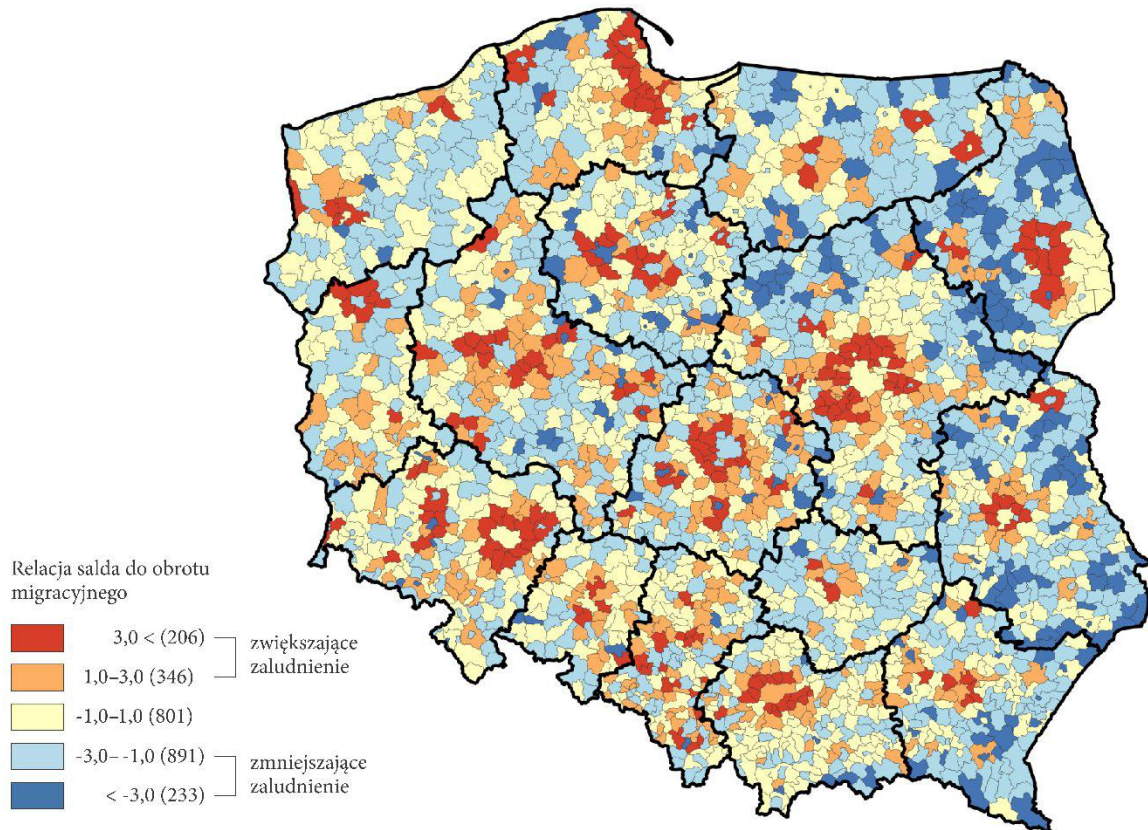 Relacja salda do obrotu
migracyjnego
3,0 < (206)
1,0–3,0 (346)
zwiększające
zaludnienie
-1,0–1,0 (801)
-3,0– -1,0 (891)
< -3,0 (233)
zmniejszające
zaludnienie